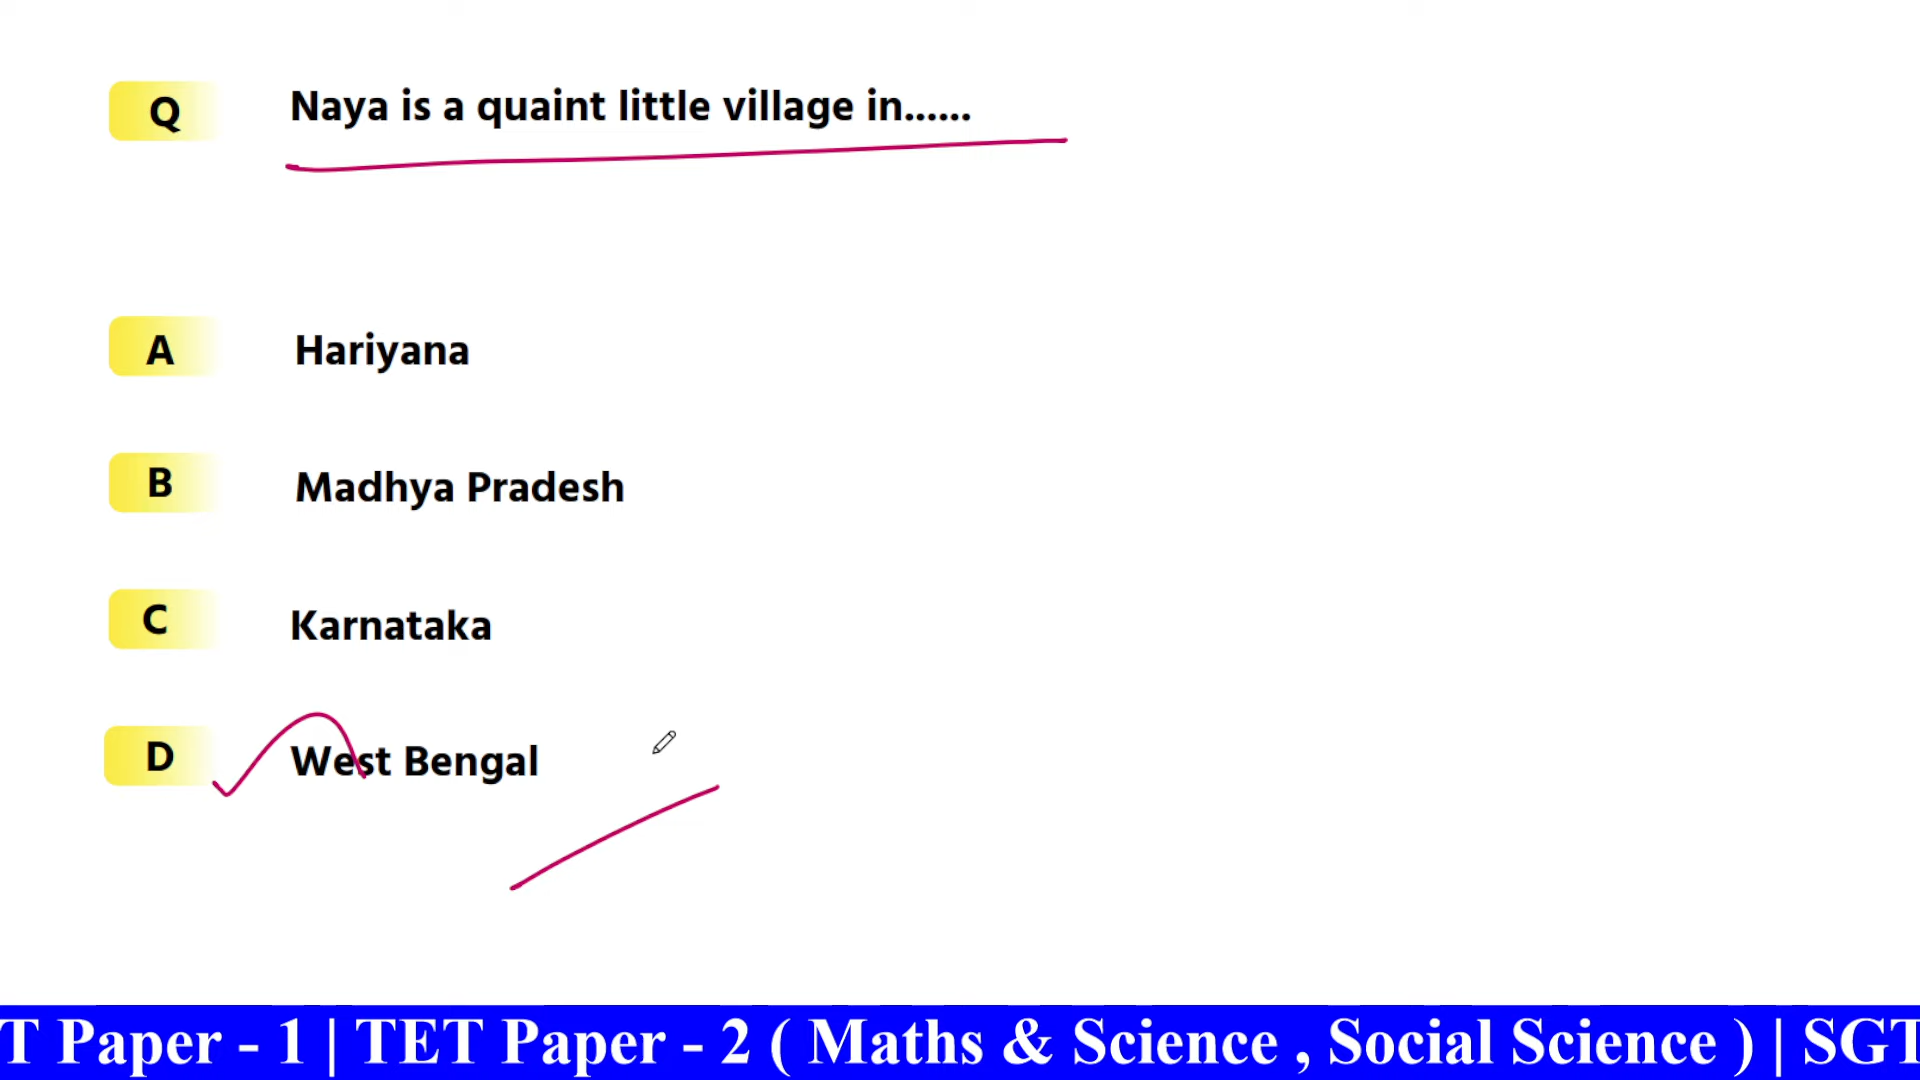 Q Naya is a quaint little village in......
A Hariyana
B Madhya Pradesh
C Karnataka
D West Bengal
T Paper - 1 | TET Paper - 2 ( Maths & Science , Social Science ) | SGT